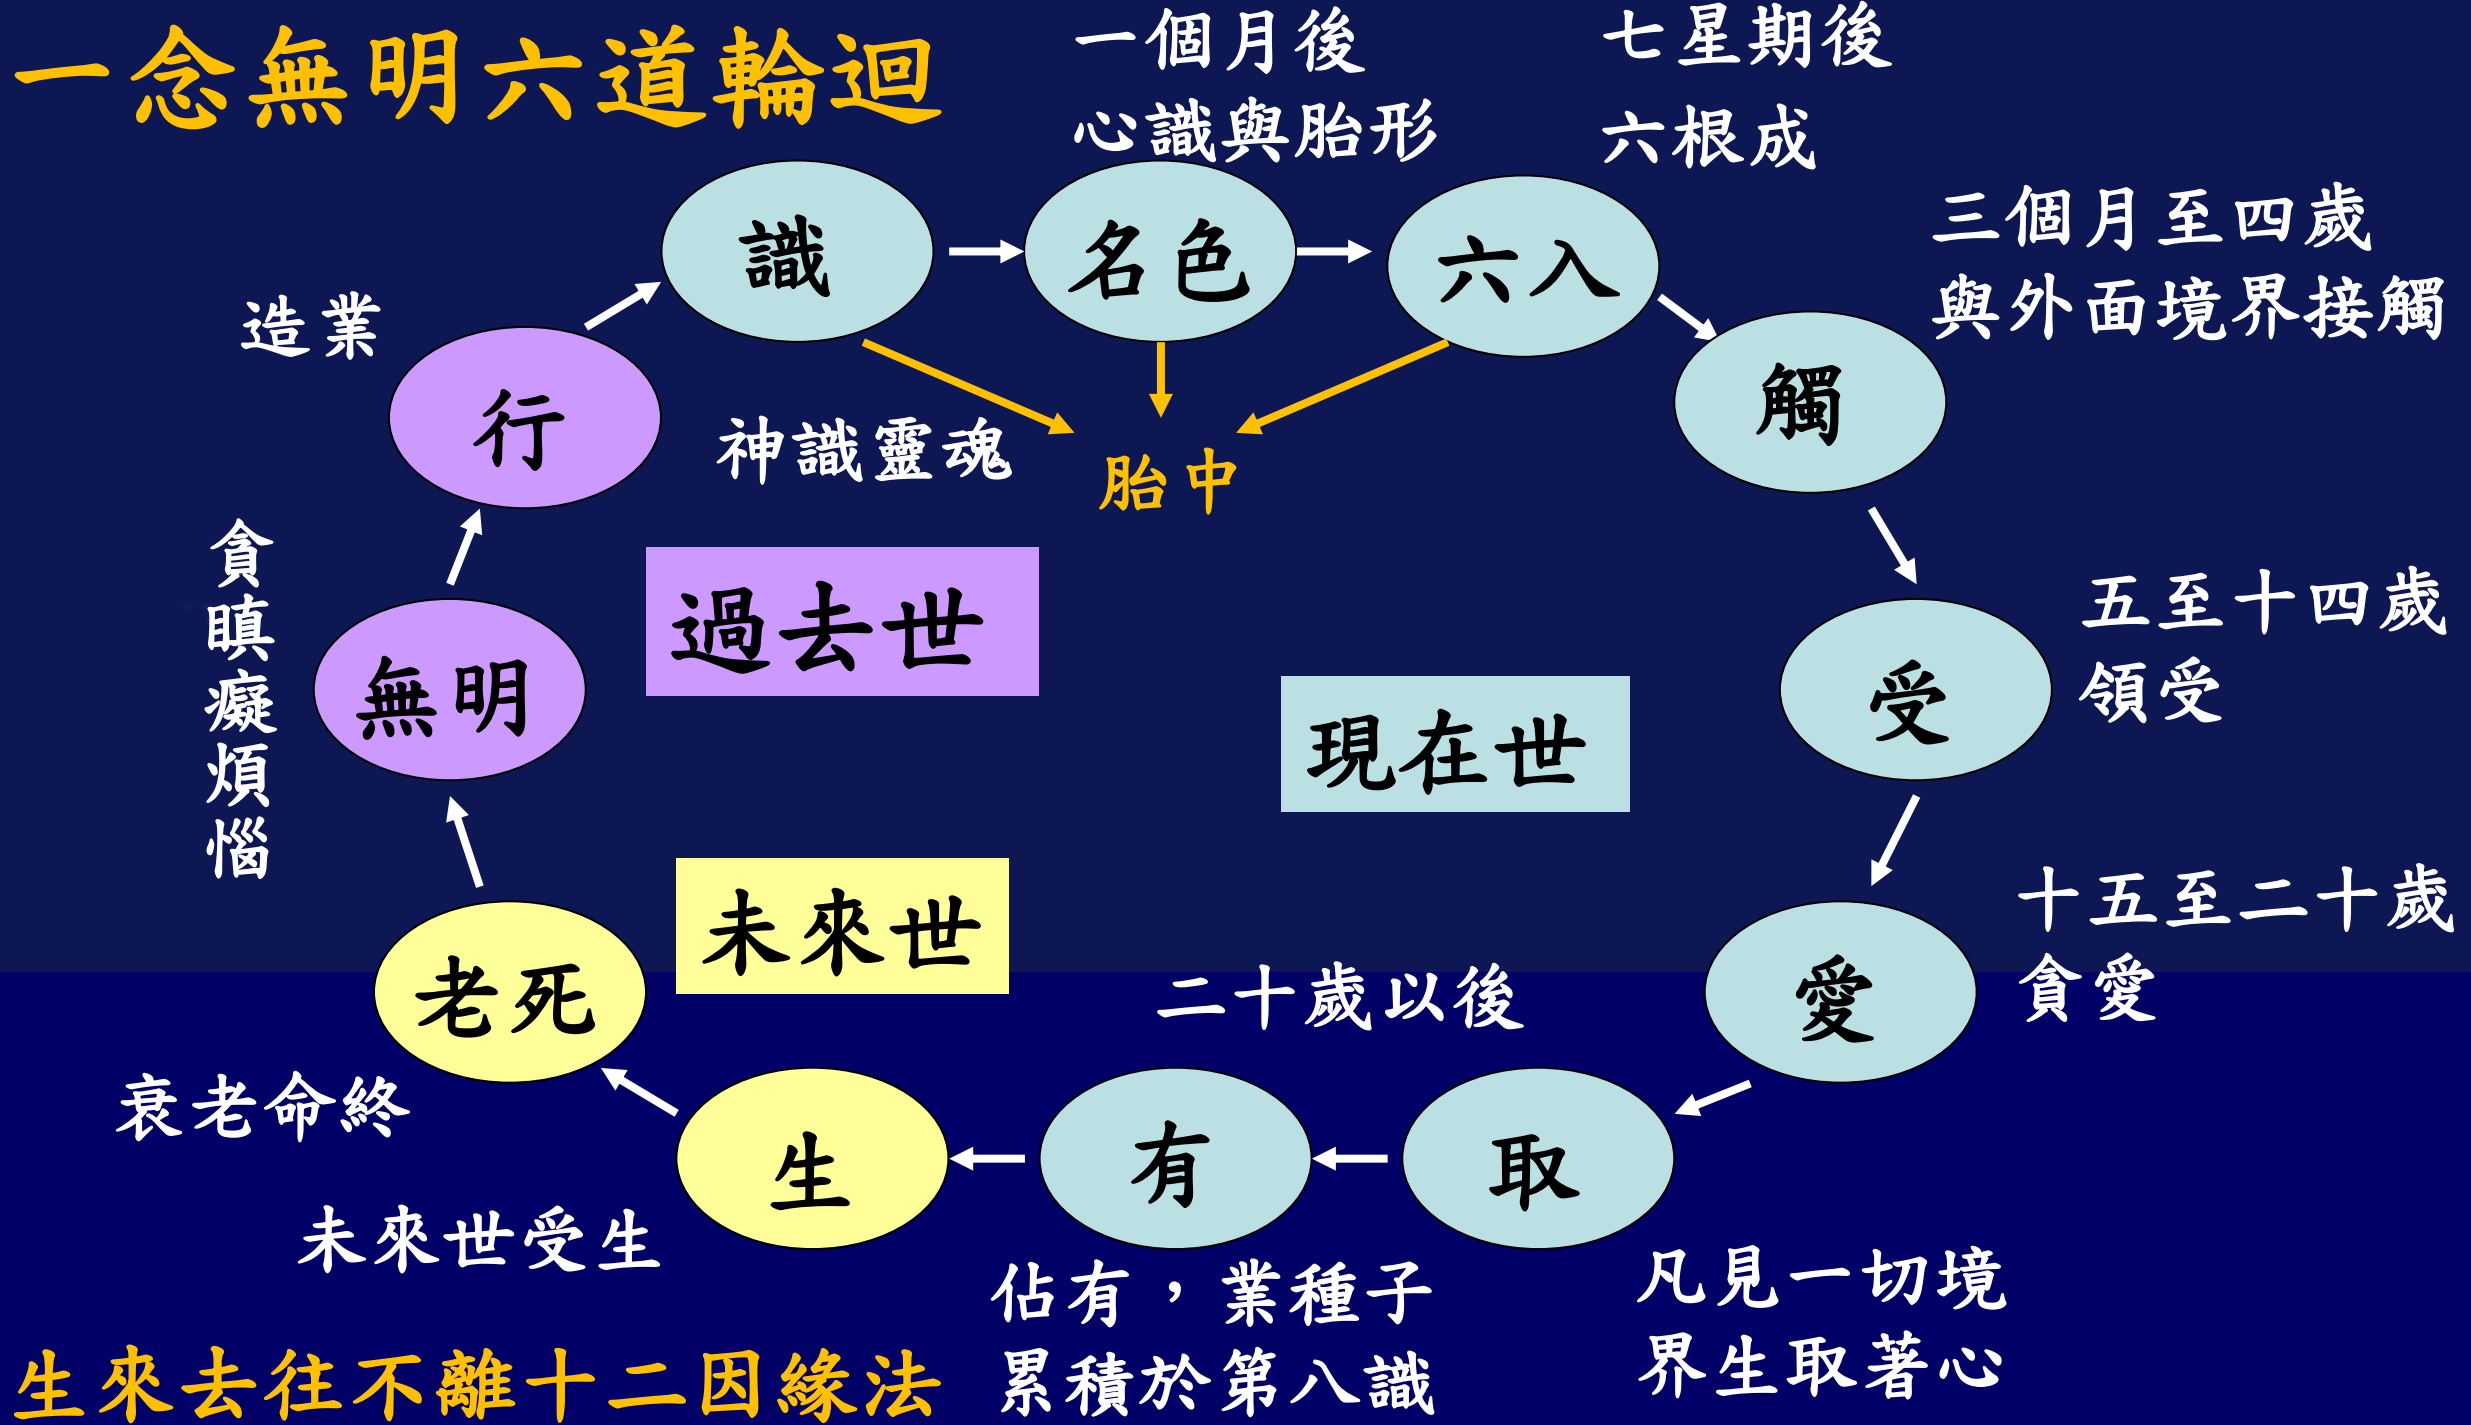 一念無明六道輪迴
一個月後
心識與胎形
七星期後
六根成
三個月至四歲
與外面境界接觸
識
名色
六入
觸
造業
行
神識靈魂
胎中
貪瞋癡煩惱
無明
過去世
現在世
受
五至十四歲
領受
未來世
老死
愛
十五至二十歲
貪愛
二十歲以後
衰老命終
生
有
取
未來世受生
佔有，業種子
累積於第八識
凡見一切境
界生取著心
生來去往不離十二因緣法